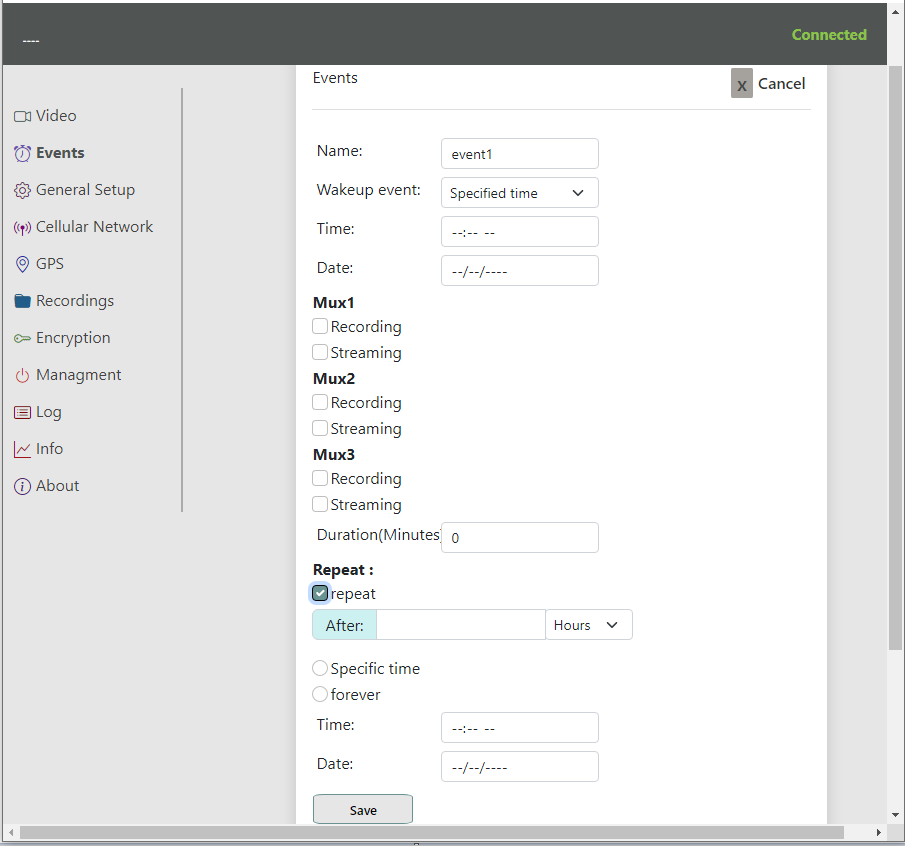 ----
Connected
Video
Events
General Setup
Cellular Network
GPS
Recordings
Encryption
Managment
Log
Info
About
Events
x Cancel
Name: event1
Wakeup event: Specified time
Time: --:-- --
Date: --/--/----
Mux1
Recording
Streaming
Mux2
Recording
Streaming
Mux3
Recording
Streaming
Duration(Minutes) 0
Repeat :
repeat
After: Hours
Specific time
forever
Time: --:-- --
Date: --/--/----
Save